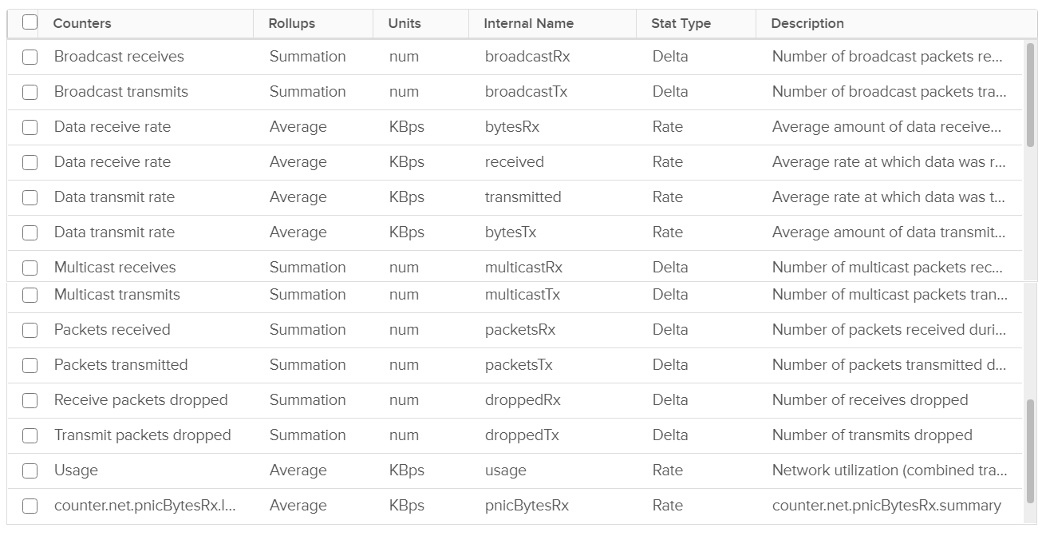 Counters Rollups Units Internal Name Stat Type Description
Broadcast receives Summation num broadcastRx Delta Number of broadcast packets re...
Broadcast transmits Summation num broadcastTx Delta Number of broadcast packets tra...
Data receive rate Average KBps bytesRx Rate Average amount of data receive...
Data receive rate Average KBps received Rate Average rate at which data was r...
Data transmit rate Average KBps transmitted Rate Average rate at which data was t...
Data transmit rate Average KBps bytesTx Rate Average amount of data transmit...
Multicast receives Summation num multicastRx Delta Number of multicast packets rec...
Multicast transmits Summation num multicastTx Delta Number of multicast packets tran...
Packets received Summation num packetsRx Delta Number of packets received duri...
Packets transmitted Summation num packetsTx Delta Number of packets transmitted d...
Receive packets dropped Summation num droppedRx Delta Number of receives dropped
Transmit packets dropped Summation num droppedTx Delta Number of transmits dropped
Usage Average KBps usage Rate Network utilization (combined tra...
counter.net.pnicBytesRx.l... Average KBps pnicBytesRx Rate counter.net.pnicBytesRx.summary